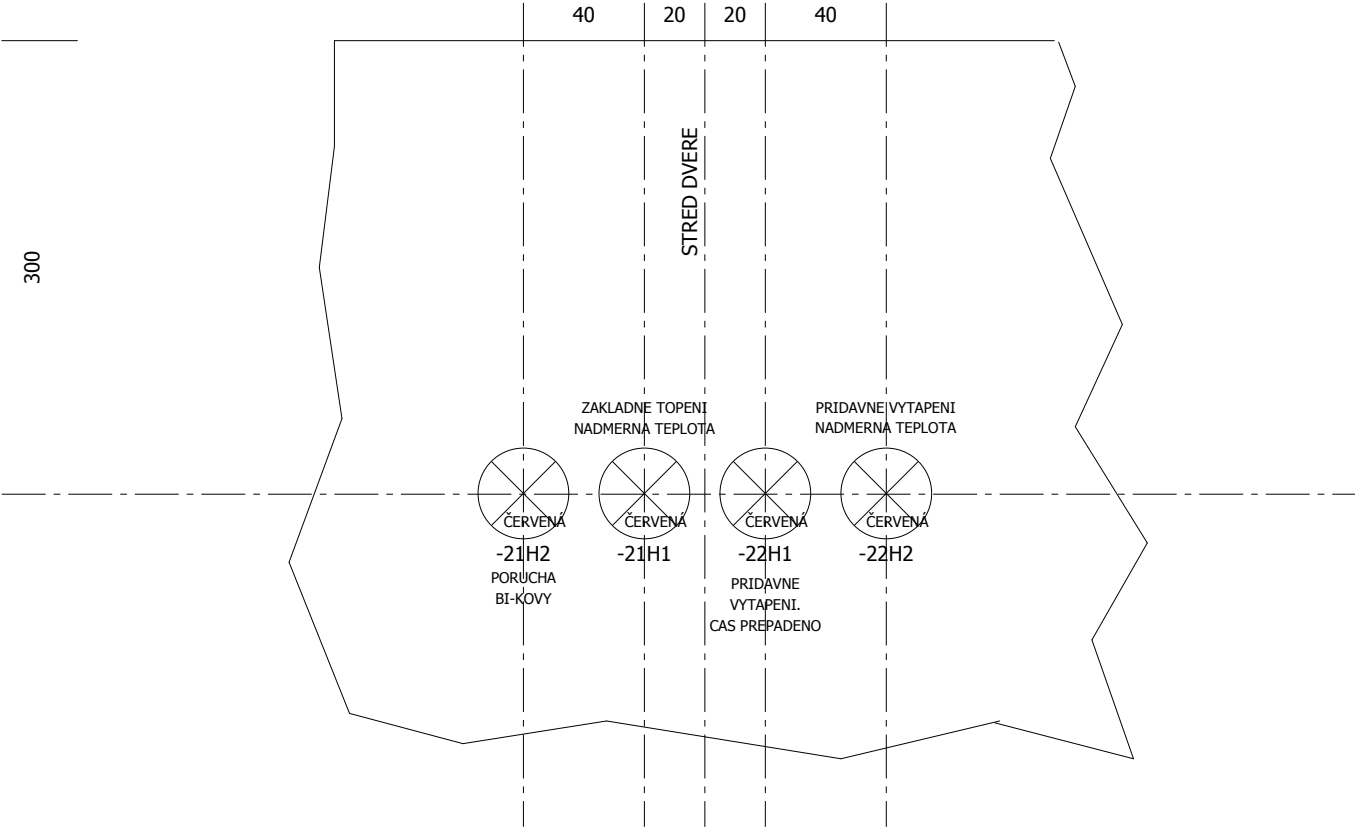 40
20
20
40
STRED DVERE
300
ZAKLADNE TOPENI
NADMERNA TEPLOTA
PRIDAVNE VYTAPENI
NADMERNA TEPLOTA
ČERVENÁ
ČERVENÁ
ČERVENÁ
ČERVENÁ
-21H2
-21H1
-22H1
-22H2
PORUCHA
BI-KOVY
PRIDAVNE
VYTAPENI.
CAS PREPADENO